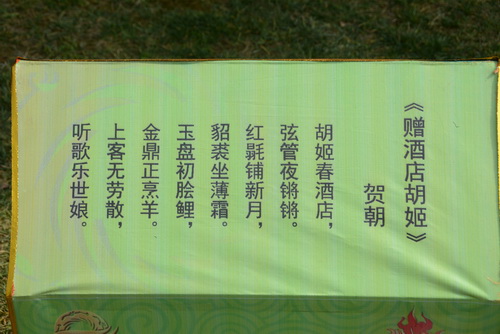 《赠酒店胡姬》
贺朝
胡姬春酒店，
弦管夜锵锵。
红毾铺新月，
貂裘坐薄霜。
玉盘初脍鲤，
金鼎正烹羊。
上客无劳散，
听歌乐世娘。